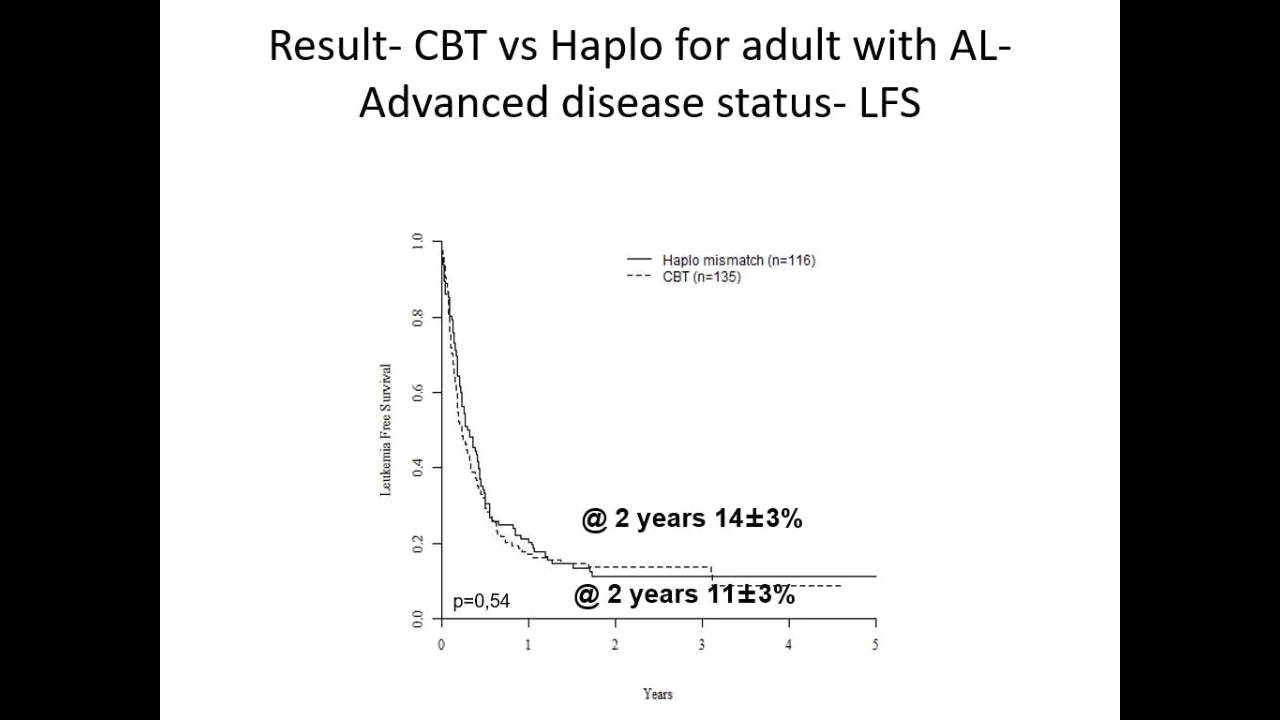 Result- CBT vs Haplo for adult with AL-
Advanced disease status- LFS
Haplo mismatch (n=116)
CBT (n=135)
Leukemia Free Survival
1.0
0.8
0.6
0.4
0.2
0.0
@ 2 years 14±3%
@ 2 years 11±3%
p=0,54
0 1 2 3 4 5
Years